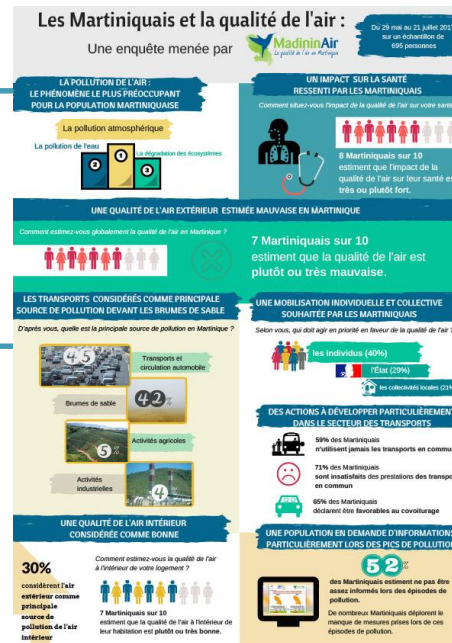 Les Martiniquais et la qualité de l'air :
Une enquête menée par
MadininAir
La qualité de l'air en Martinique
Du 29 mai au 21 juillet 2017
sur un échantillon de
695 personnes
LA POLLUTION DE L'AIR :
LE PHÉNOMÈNE LE PLUS PRÉOCCUPANT
POUR LA POPULATION MARTINIQUAISE
La pollution atmosphérique
La pollution de l'eau
La dégradation des écosystèmes
1
2
3
UN IMPACT SUR LA SANTÉ
RESSENTI PAR LES MARTINIQUAIS
Comment situez-vous l'impact de la qualité de l'air sur votre santé
8 Martiniquais sur 10
estiment que l'impact de la
qualité de l'air sur leur santé est
très ou plutôt fort.
UNE QUALITÉ DE L'AIR EXTÉRIEUR ESTIMÉE MAUVAISE EN MARTINIQUE
Comment estimez-vous globalement la qualité de l'air en Martinique ?
7 Martiniquais sur 10
estiment que la qualité de l'air est
plutôt ou très mauvaise.
LES TRANSPORTS CONSIDÉRÉS COMME PRINCIPALE
SOURCE DE POLLUTION DEVANT LES BRUMES DE SABLE
D'après vous, quelle est la principale source de pollution en Martinique ?
45
Transports et
circulation automobile
Brumes de sable
42%
5%
Activités agricoles
Activités
industrielles
4
UNE MOBILISATION INDIVIDUELLE ET COLLECTIVE
SOUHAITÉE PAR LES MARTINIQUAIS
Selon vous, qui doit agir en priorité en faveur de la qualité de l'air ?
les individus (40%)
l'État (29%)
les collectivités locales (21%
DES ACTIONS À DÉVELOPPER PARTICULIÈREMENT
DANS LE SECTEUR DES TRANSPORTS
59% des Martiniquais
n'utilisent jamais les transports en commun
71% des Martiniquais
sont insatisfaits des prestations des transpo
en commun
65% des Martiniquais
déclarent être favorables au covoiturage
UNE QUALITÉ DE L'AIR INTÉRIEUR
CONSIDÉRÉE COMME BONNE
30%
considèrent l'air
extérieur comme
principale
source de
pollution de l'air
intérieur
Comment estimez-vous la qualité de l'air
à l'intérieur de votre logement ?
7 Martiniquais sur 10
estiment que la qualité de l'air à l'intérieur de
leur habitation est plutôt ou très bonne.
UNE POPULATION EN DEMANDE D'INFORMATIONS
PARTICULIÈREMENT LORS DES PICS DE POLLUTION
52%
des Martiniquais estiment ne pas être
assez informés lors des épisodes de
pollution.
De nombreux Martiniquais déplorent le
manque de mesures prises lors de ces
épisodes de pollution.